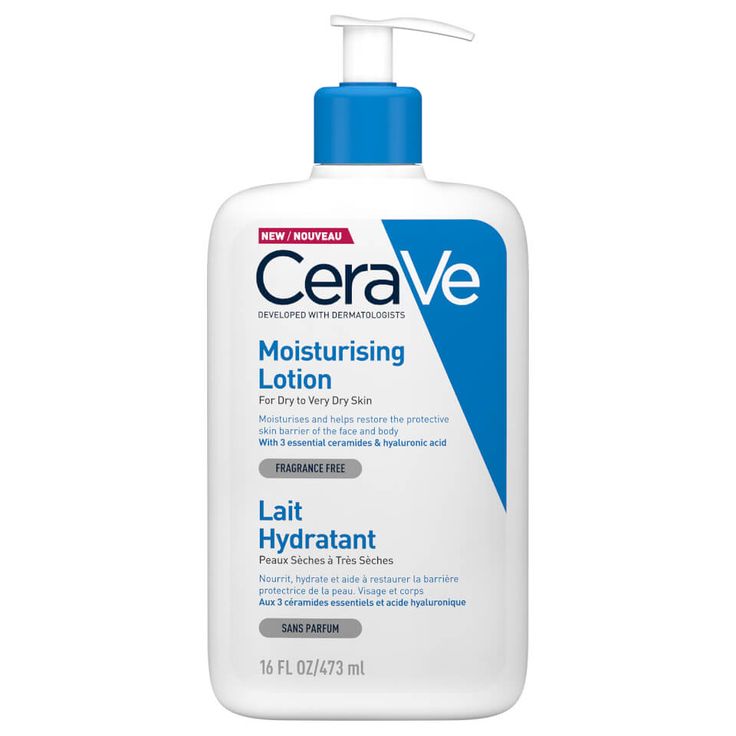 NEW / NOUVEAU
CeraVe
DEVELOPED WITH DERMATOLOGISTS
Moisturising
Lotion
For Dry to Very Dry Skin
Moisturises and helps restore the protective
skin barrier of the face and body
With 3 essential ceramides & hyaluronic acid
FRAGRANCE FREE
Lait
Hydratant
Peaux Sèches à Très Sèches
Nourrit, hydrate et aide à restaurer la barrière
protectrice de la peau. Visage et corps
Aux 3 céramides essentiels et acide hyaluronique
SANS PARFUM
16 FL OZ/473 ml